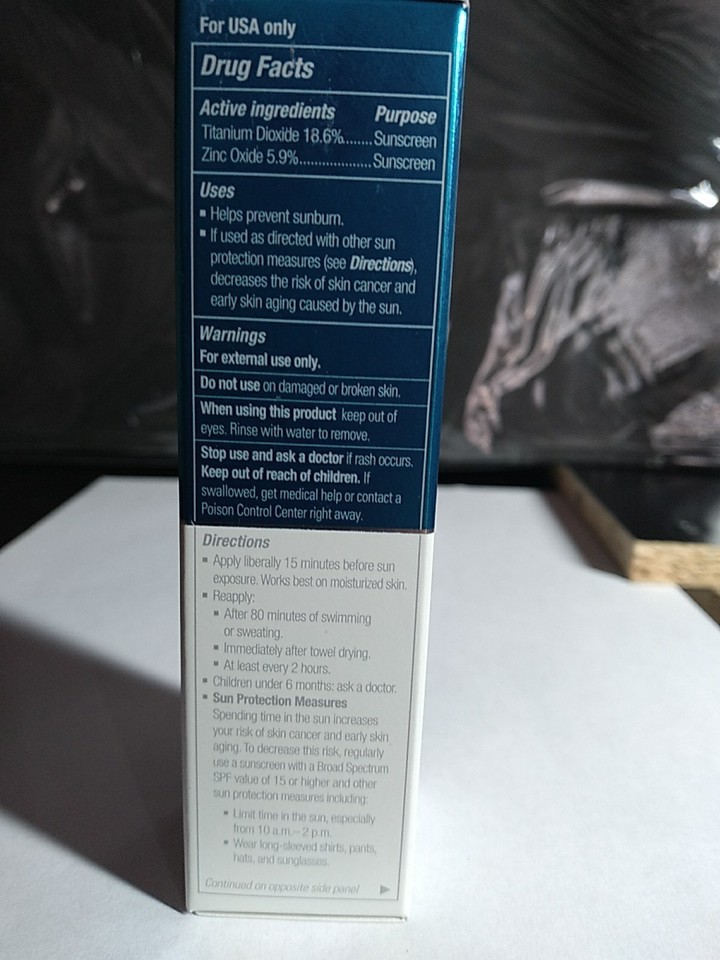 For USA only
Drug Facts
Active ingredients Purpose
Titanium Dioxide 18.6%.......Sunscreen
Zinc Oxide 5.9%...................Sunscreen
Uses
▪ Helps prevent sunburn.
▪ If used as directed with other sun
protection measures (see Directions),
decreases the risk of skin cancer and
early skin aging caused by the sun.
Warnings
For external use only.
Do not use on damaged or broken skin.
When using this product keep out of
eyes. Rinse with water to remove.
Stop use and ask a doctor if rash occurs.
Keep out of reach of children. If
swallowed, get medical help or contact a
Poison Control Center right away.
Directions
▪ Apply liberally 15 minutes before sun
exposure. Works best on moisturized skin.
▪ Reapply:
▪ After 80 minutes of swimming
or sweating.
▪ Immediately after towel drying.
▪ At least every 2 hours.
▪ Children under 6 months: ask a doctor.
▪ Sun Protection Measures
Spending time in the sun increases
your risk of skin cancer and early skin
aging. To decrease this risk, regularly
use a sunscreen with a Broad Spectrum
SPF value of 15 or higher and other
sun protection measures including:
▪ Limit time in the sun, especially
from 10 a.m.–2 p.m.
▪ Wear long-sleeved shirts, pants,
hats, and sunglasses.
Continued on opposite side panel ▶